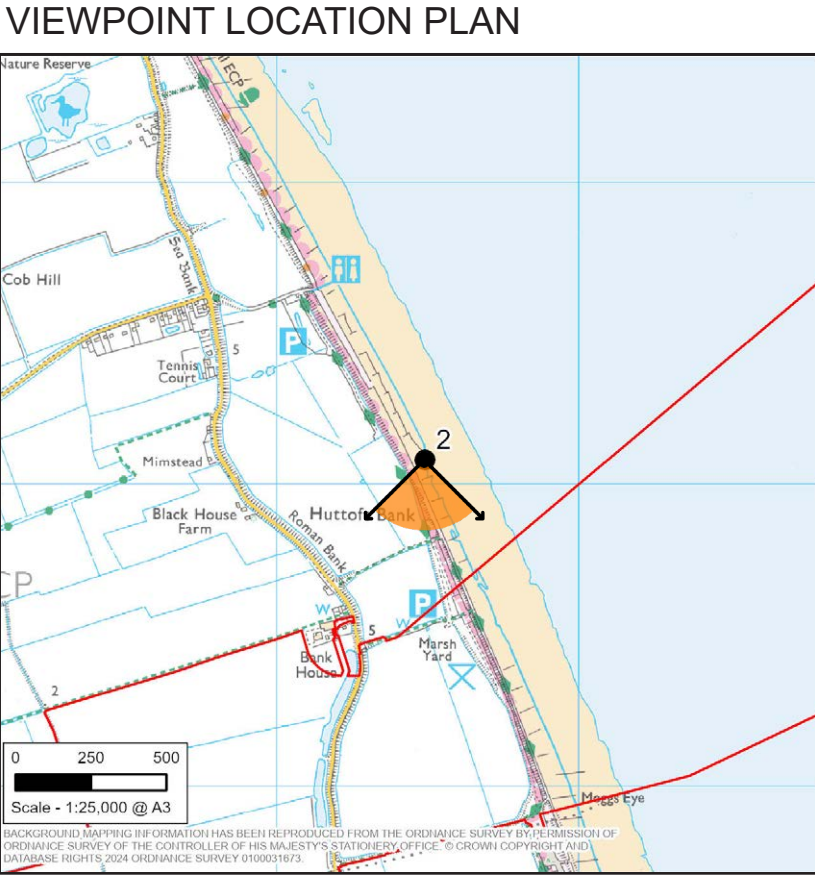 VIEWPOINT LOCATION PLAN
Nature Reserve
ECP
Sea Bank
Cob Hill
P
5
Tennis
Court
2
Mimstead
Black House
Farm
Roman Bank
Huttoft Bank
CP
W
P
W
5
Marsh
Yard
Bank
House
2
0 250 500
Scale - 1:25,000 @ A3
Moggs Eye
BACKGROUND MAPPING INFORMATION HAS BEEN REPRODUCED FROM THE ORDNANCE SURVEY BY PERMISSION OF
ORDNANCE SURVEY OF THE CONTROLLER OF HIS MAJESTY'S STATIONERY OFFICE. © CROWN COPYRIGHT AND
DATABASE RIGHTS 2024 ORDNANCE SURVEY 0100031673.